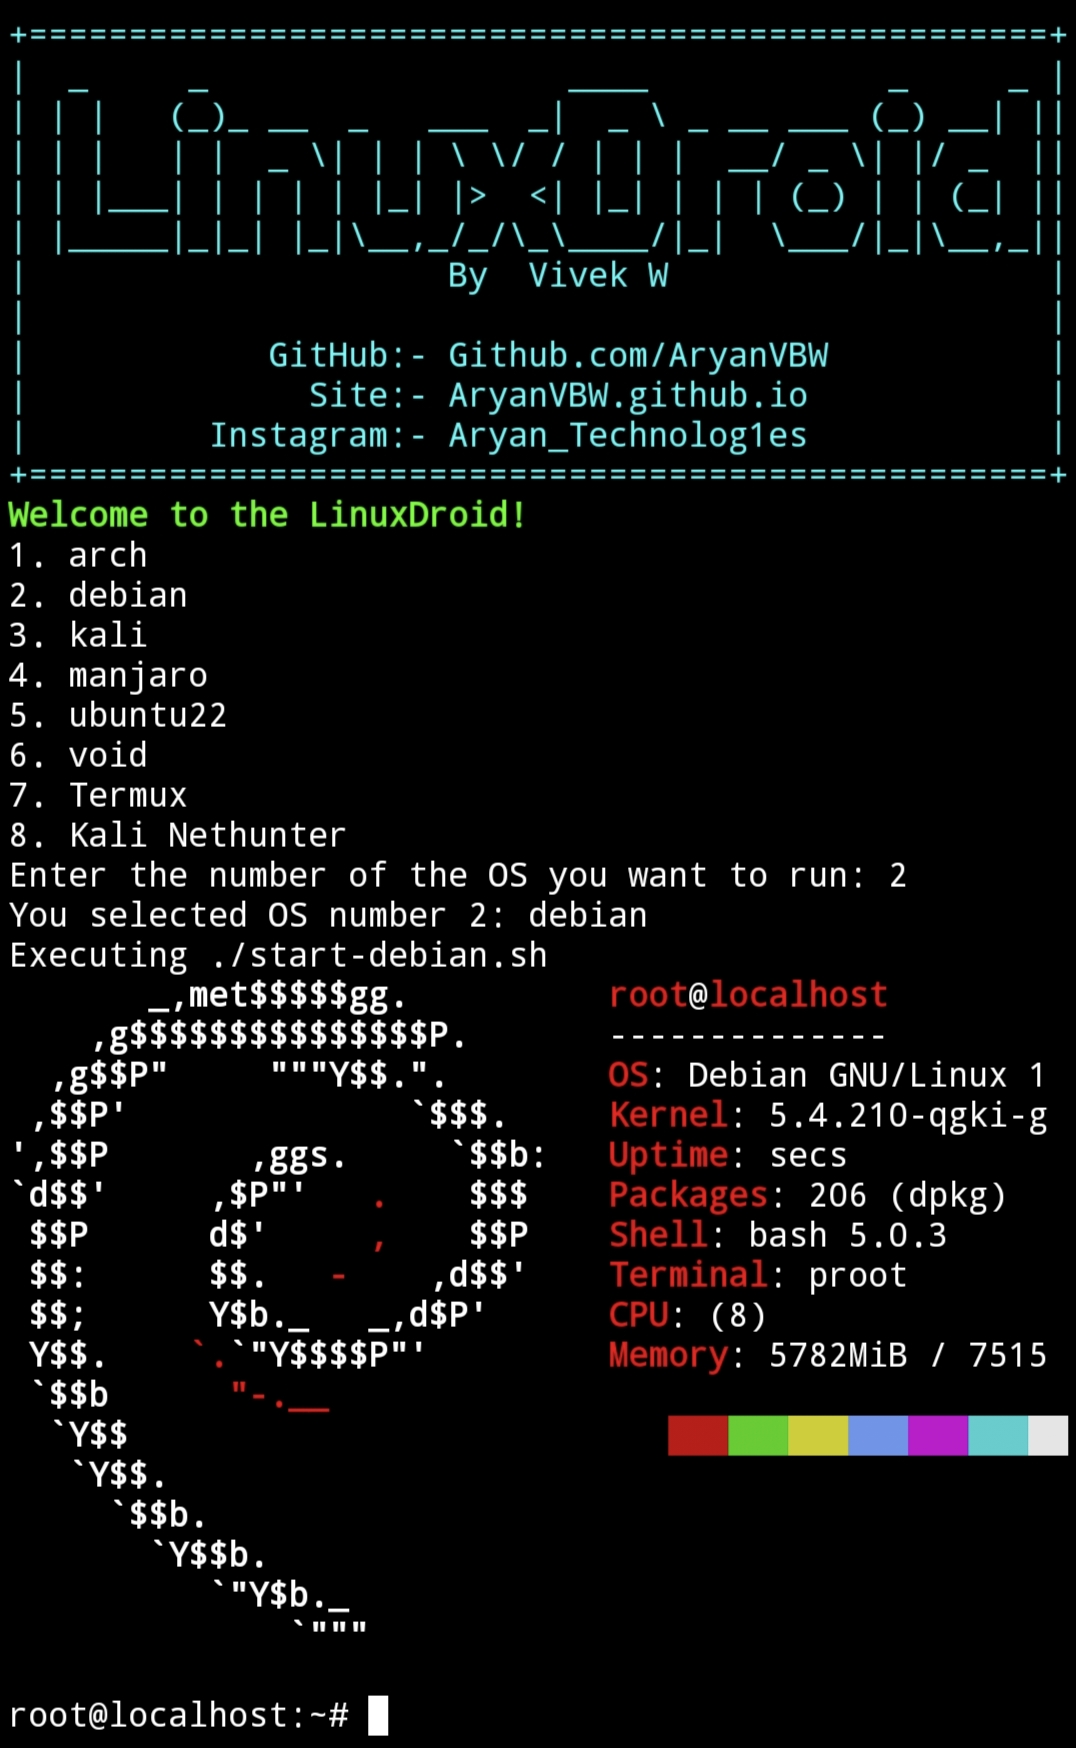 By Vivek W
GitHub:- Github.com/AryanVBW
Site:- AryanVBW.github.io
Instagram:- Aryan_Technolog1es
Welcome to the LinuxDroid!
1. arch
2. debian
3. kali
4. manjaro
5. ubuntu22
6. void
7. Termux
8. Kali Nethunter
Enter the number of the OS you want to run: 2
You selected OS number 2: debian
Executing ./start-debian.sh
root@localhost
--------------
OS: Debian GNU/Linux 1
Kernel: 5.4.210-qgki-g
Uptime: secs
Packages: 206 (dpkg)
Shell: bash 5.0.3
Terminal: proot
CPU: (8)
Memory: 5782MiB / 7515
root@localhost:~#